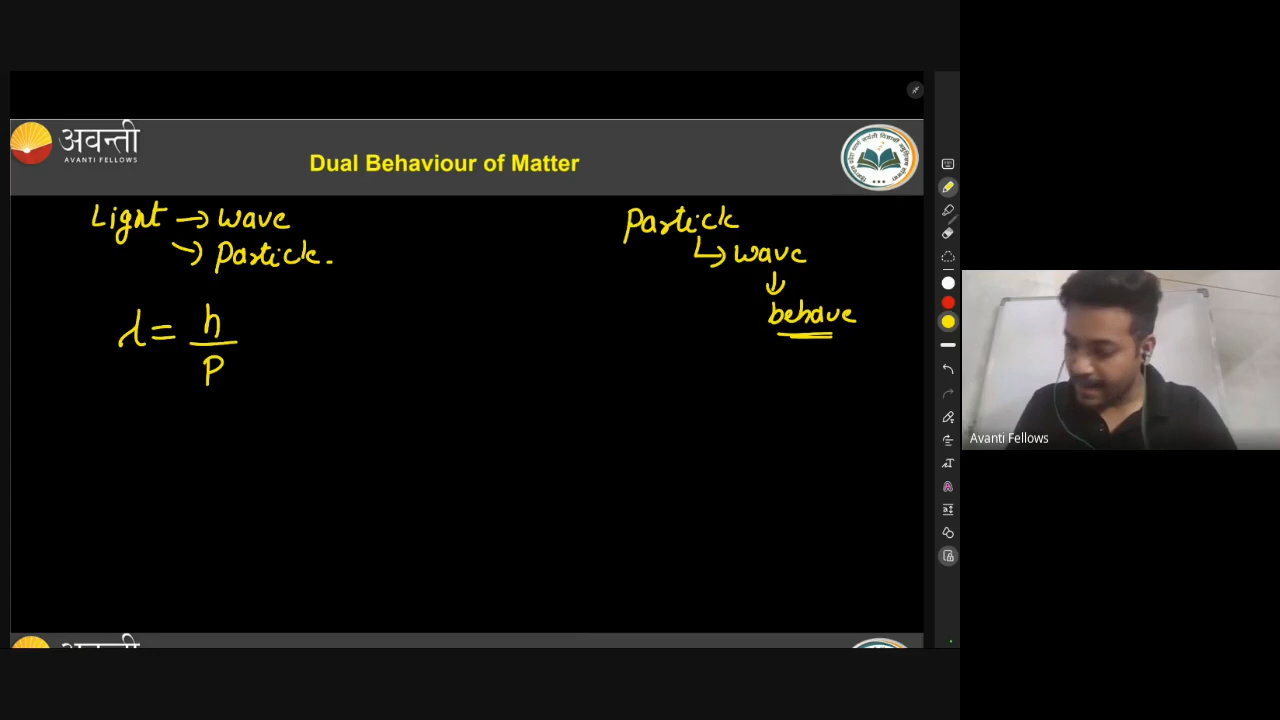 अवन्ती
AVANTI FELLOWS
Dual Behaviour of Matter
Light → wave
→ Particle.
Particle
↳ wave
↓
behave
λ = h/P
Avanti Fellows